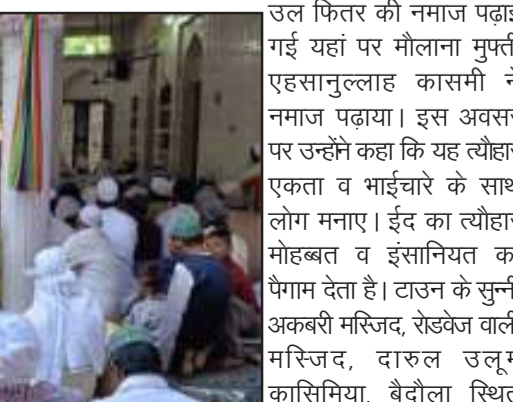 उल फितर की नमाज पढ़ाई
गई यहां पर मौलाना मुफ्ती
एहसानुल्लाह कासमी ने
नमाज पढ़ाया। इस अवसर
पर उन्होंने कहा कि यह त्यौहार
एकता व भाईचारे के साथ
लोग मनाए। ईद का त्यौहार
मोहब्बत व इंसानियत का
पैगाम देता है। टाउन के सुन्नी
अकबरी मस्जिद, रोडवेज वाली
मस्जिद, दारुल उलूम
कासिमिया, बैदौला स्थित